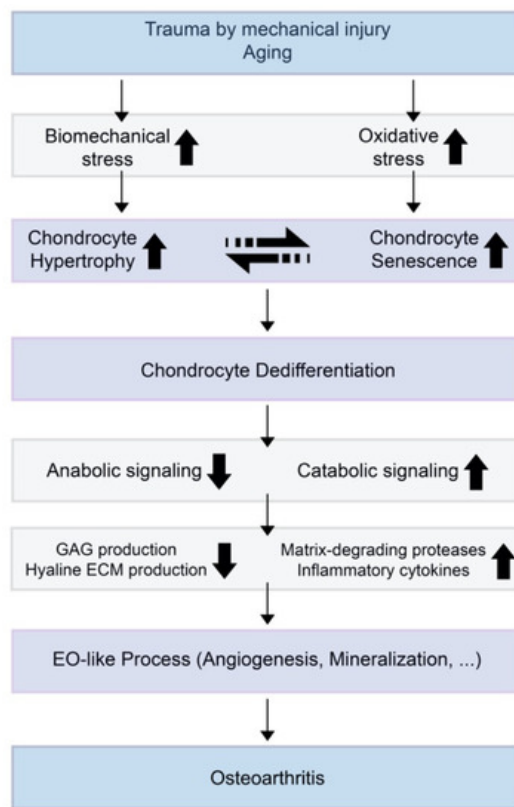 Trauma by mechanical injury
Aging
Biomechanical
stress
Oxidative
stress
Chondrocyte
Hypertrophy
Chondrocyte
Senescence
Chondrocyte Dedifferentiation
Anabolic signaling
Catabolic signaling
GAG production
Hyaline ECM production
Matrix-degrading proteases
Inflammatory cytokines
EO-like Process (Angiogenesis, Mineralization, ...)
Osteoarthritis